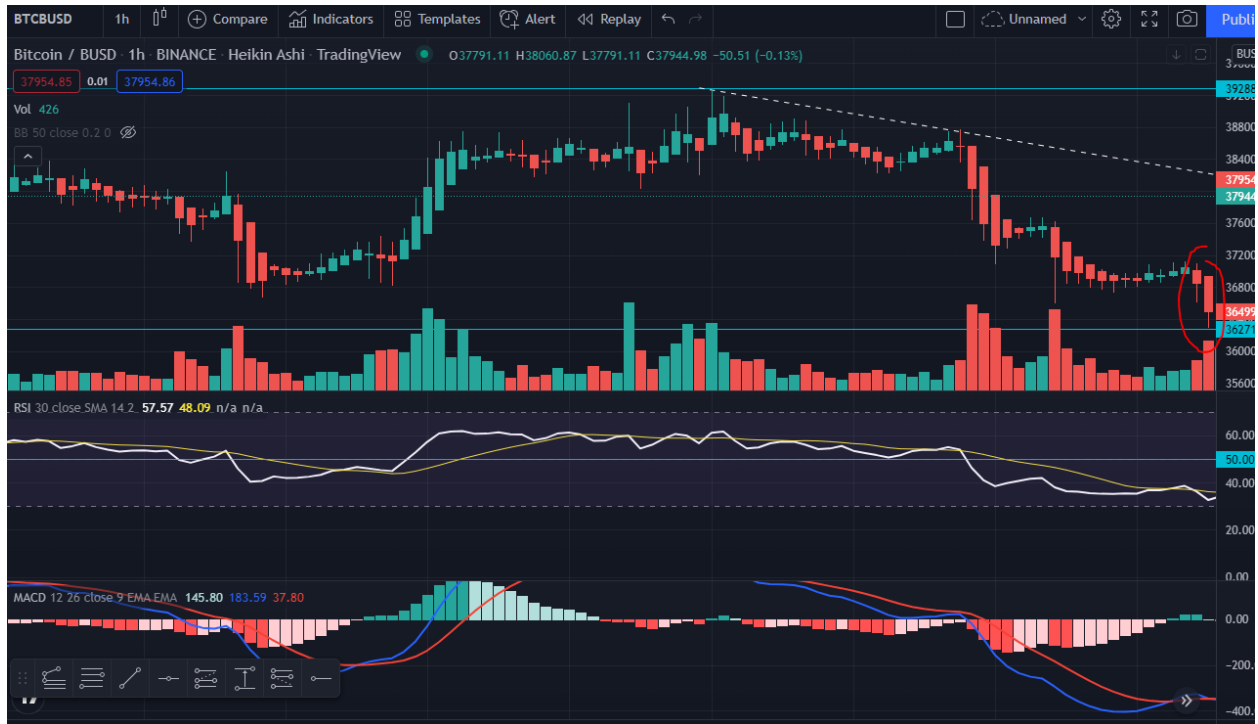 BTCBUSD 1h Compare Indicators Templates Alert Replay Unnamed Publi
Bitcoin / BUSD · 1h · BINANCE · Heikin Ashi · TradingView O37791.11 H38060.87 L37791.11 C37944.98 −50.51 (−0.13%)
BUS
37954.85 0.01 37954.86
39288
Vol 426
BB 50 close 0.2 0
38800
38400
37954
37944
37600
37200
36800
36499
36271
36000
35600
RSI 30 close SMA 14 2 57.57 48.09 n/a n/a
60.00
50.00
40.00
20.00
0.00
MACD 12 26 close 9 EMA EMA 145.80 183.59 37.80
0.00
−200.
−400.